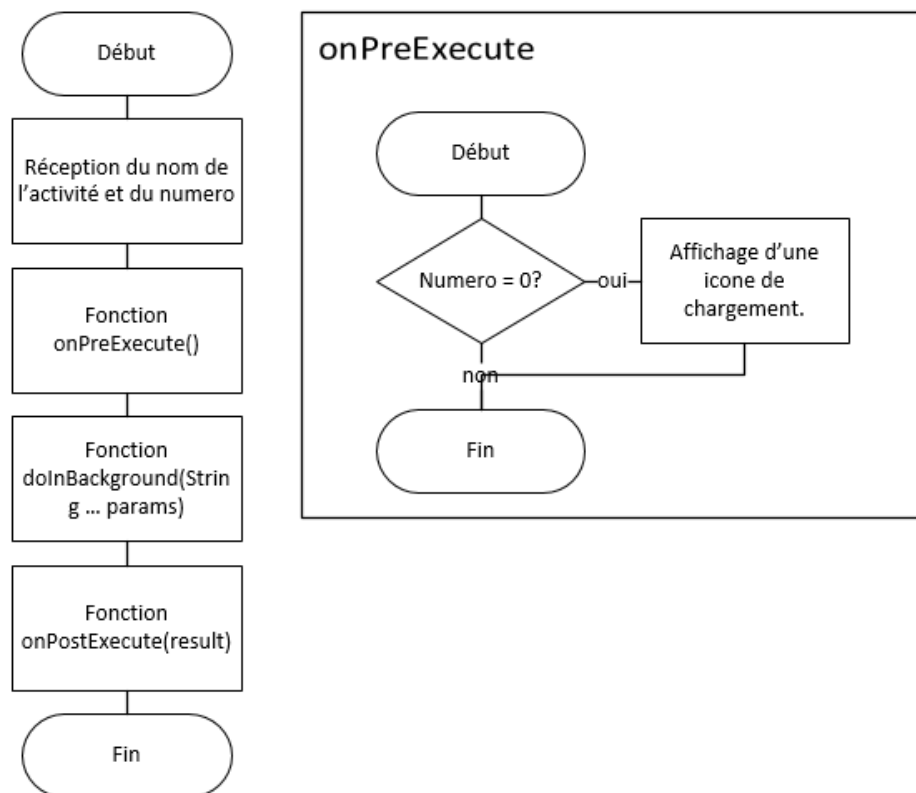 Début
Réception du nom de
l'activité et du numero
Fonction
onPreExecute()
Fonction
doInBackground(Strin
g ... params)
Fonction
onPostExecute(result)
Fin
onPreExecute
Début
Numero = 0?
oui
Affichage d'une
icone de
chargement.
non
Fin